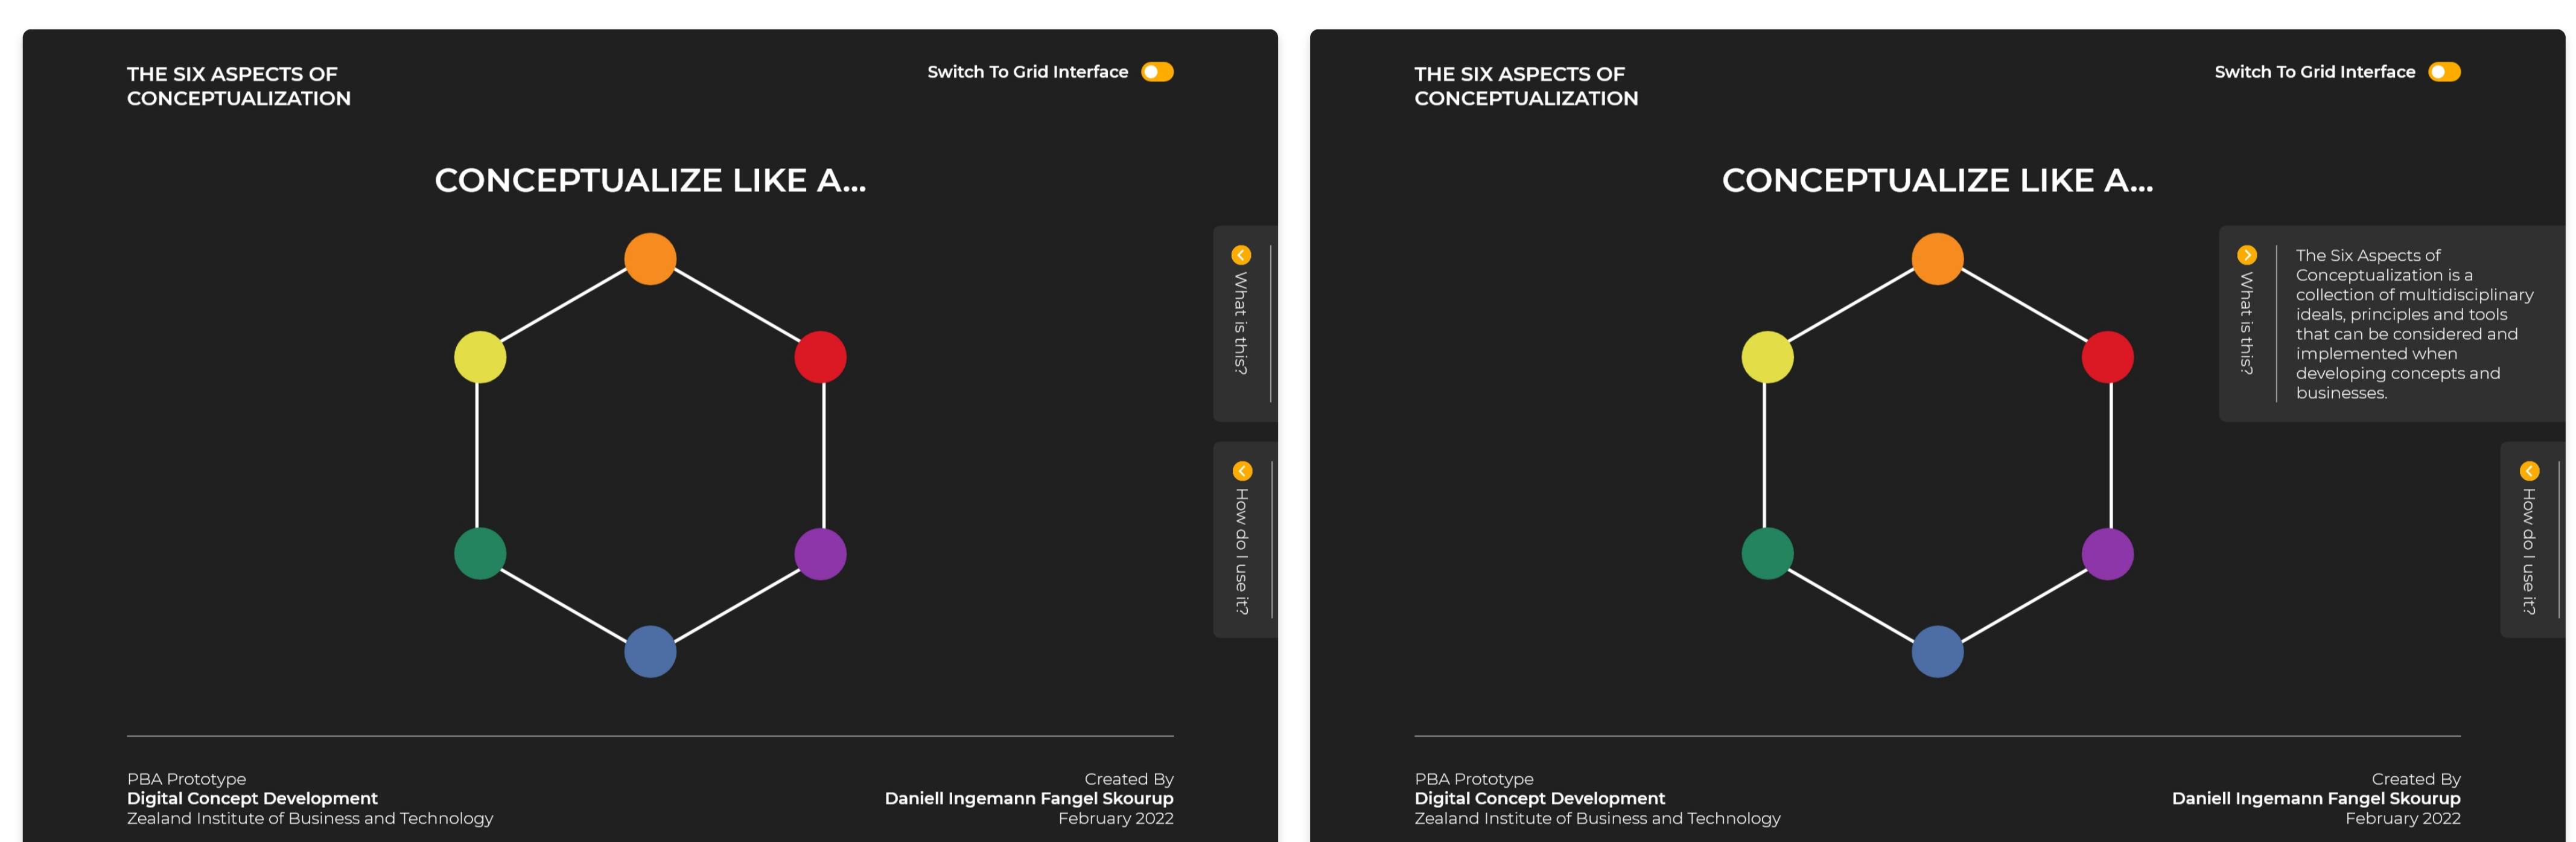 THE SIX ASPECTS OF
CONCEPTUALIZATION
Switch To Grid Interface
CONCEPTUALIZE LIKE A...
What is this?
How do I use it?
PBA Prototype
Digital Concept Development
Zealand Institute of Business and Technology
Created By
Daniell Ingemann Fangel Skourup
February 2022
THE SIX ASPECTS OF
CONCEPTUALIZATION
Switch To Grid Interface
CONCEPTUALIZE LIKE A...
What is this?
The Six Aspects of
Conceptualization is a
collection of multidisciplinary
ideals, principles and tools
that can be considered and
implemented when
developing concepts and
businesses.
How do I use it?
PBA Prototype
Digital Concept Development
Zealand Institute of Business and Technology
Created By
Daniell Ingemann Fangel Skourup
February 2022